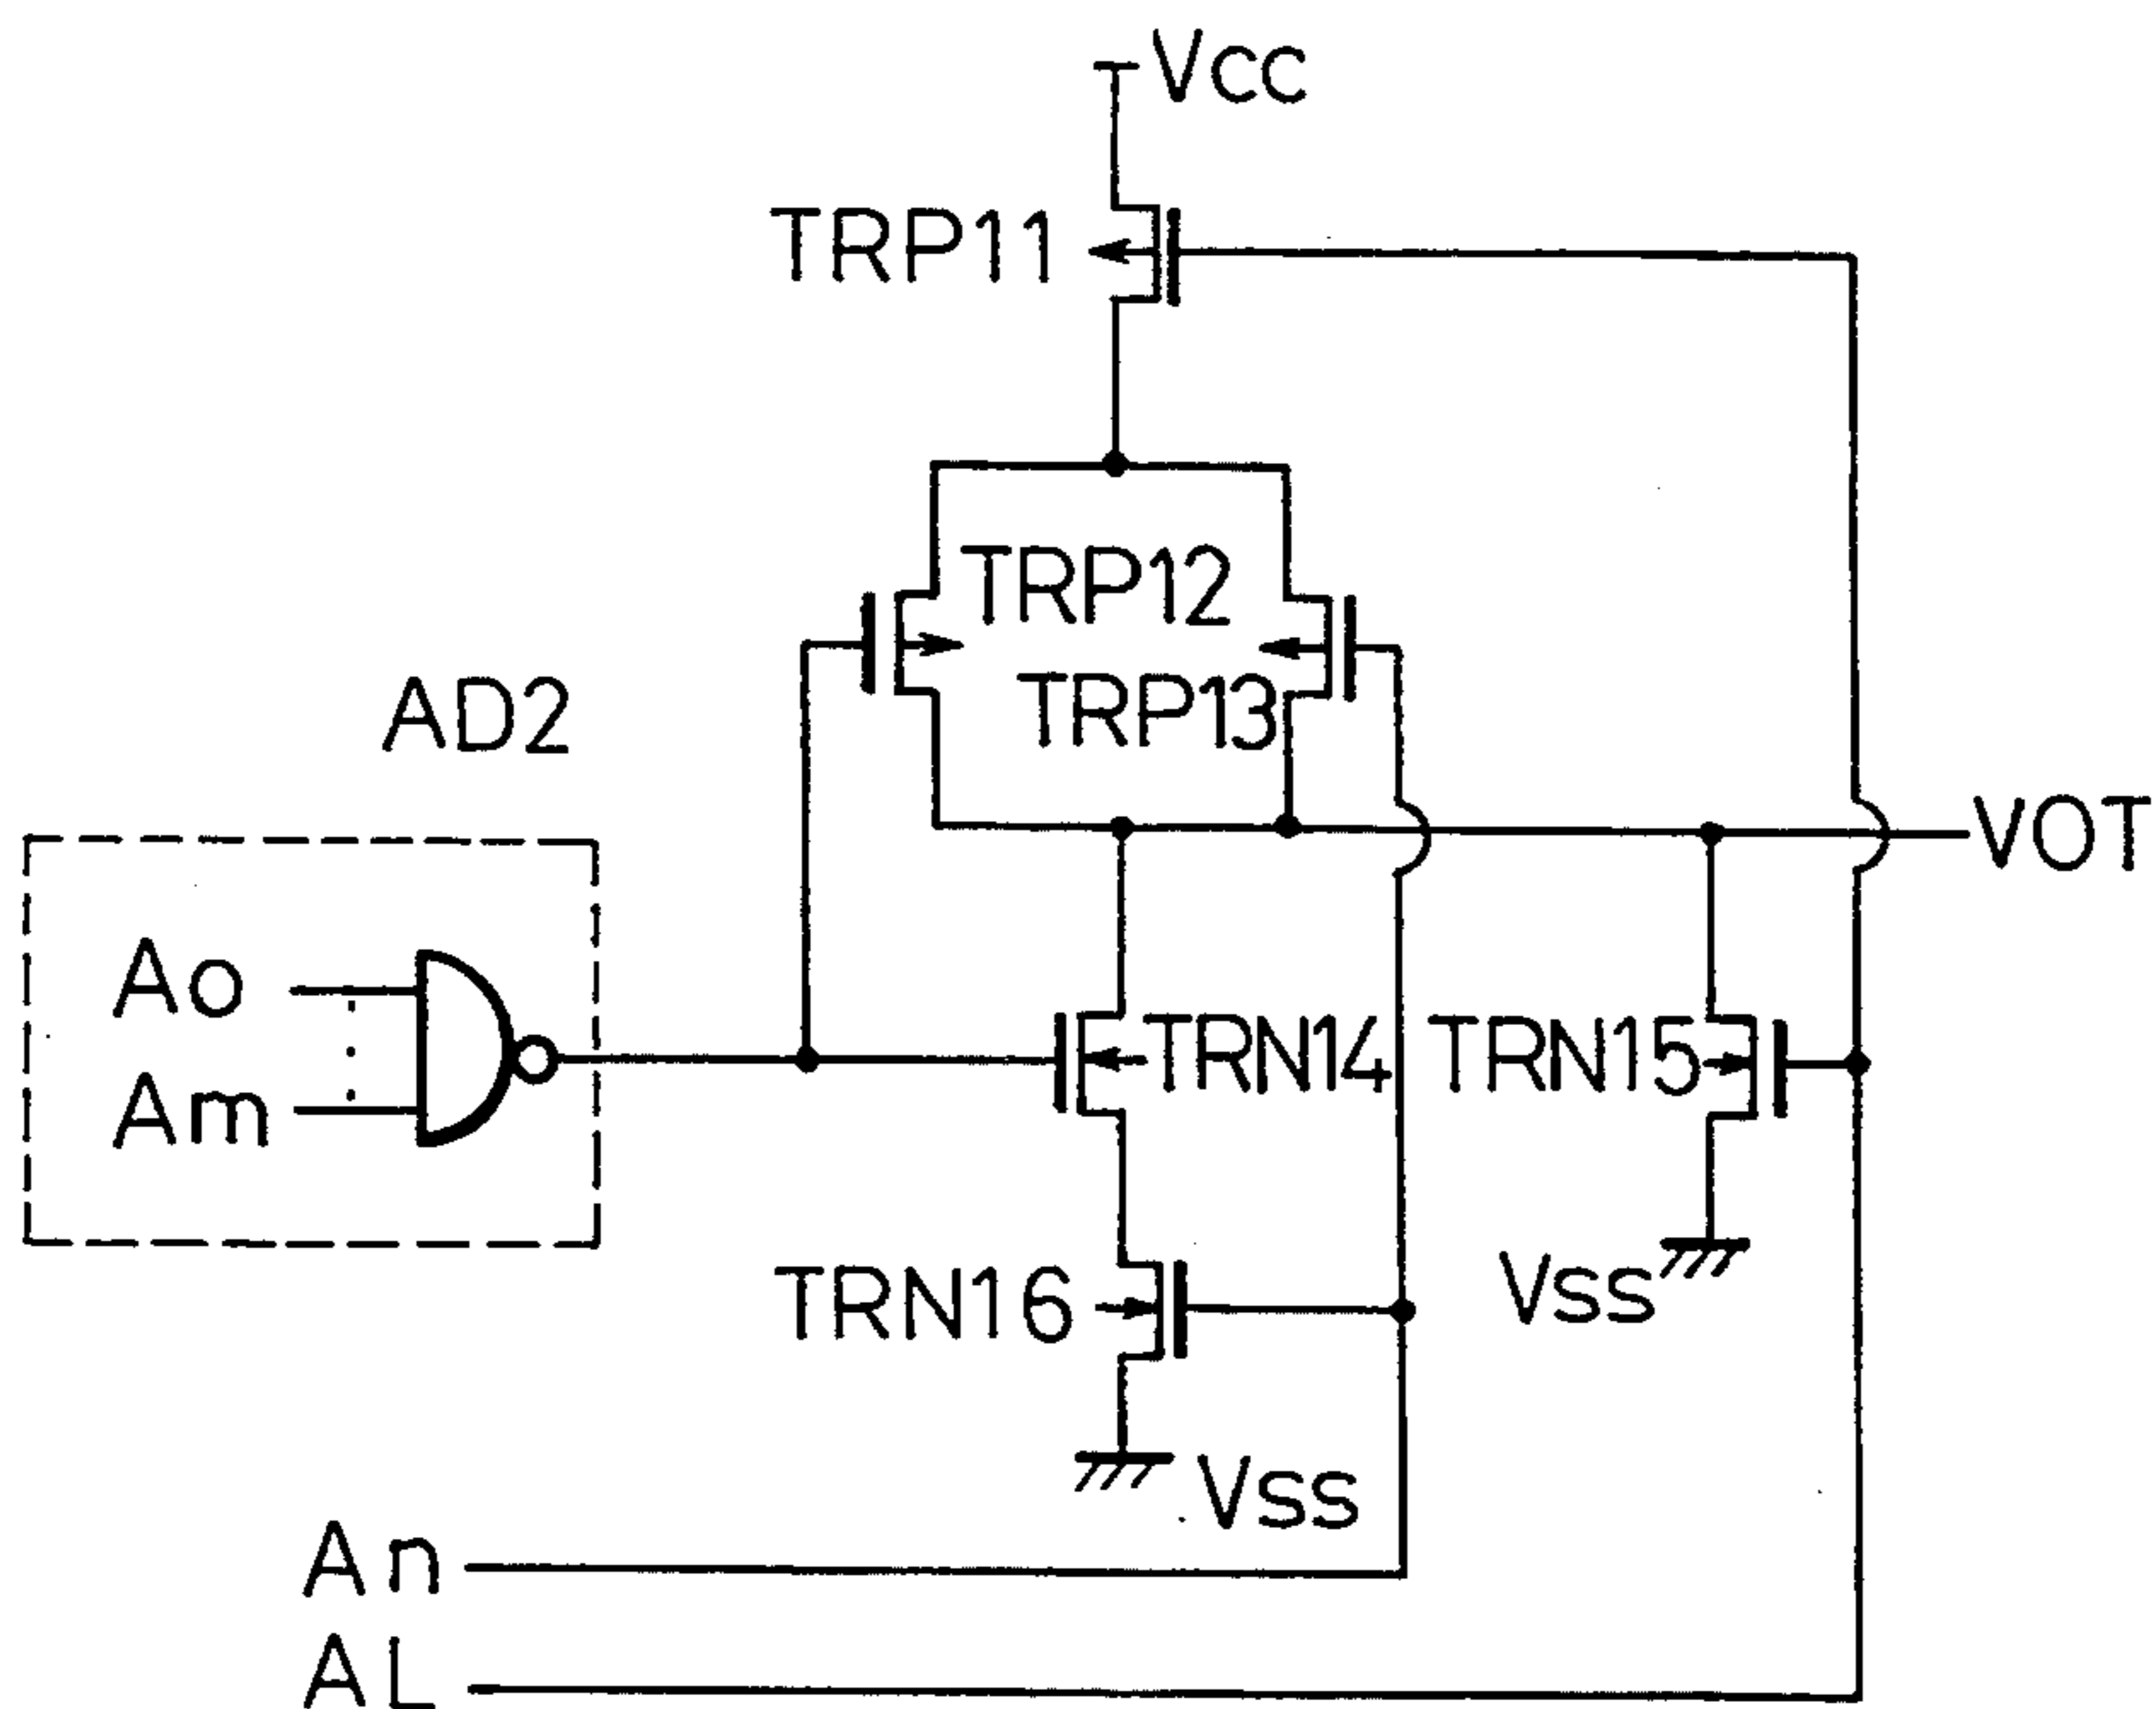 Vcc
TRP11
TRP12
TRP13
AD2
VOT
Ao
Am
TRN14
TRN15
TRN16
Vss
Vss
An
AL